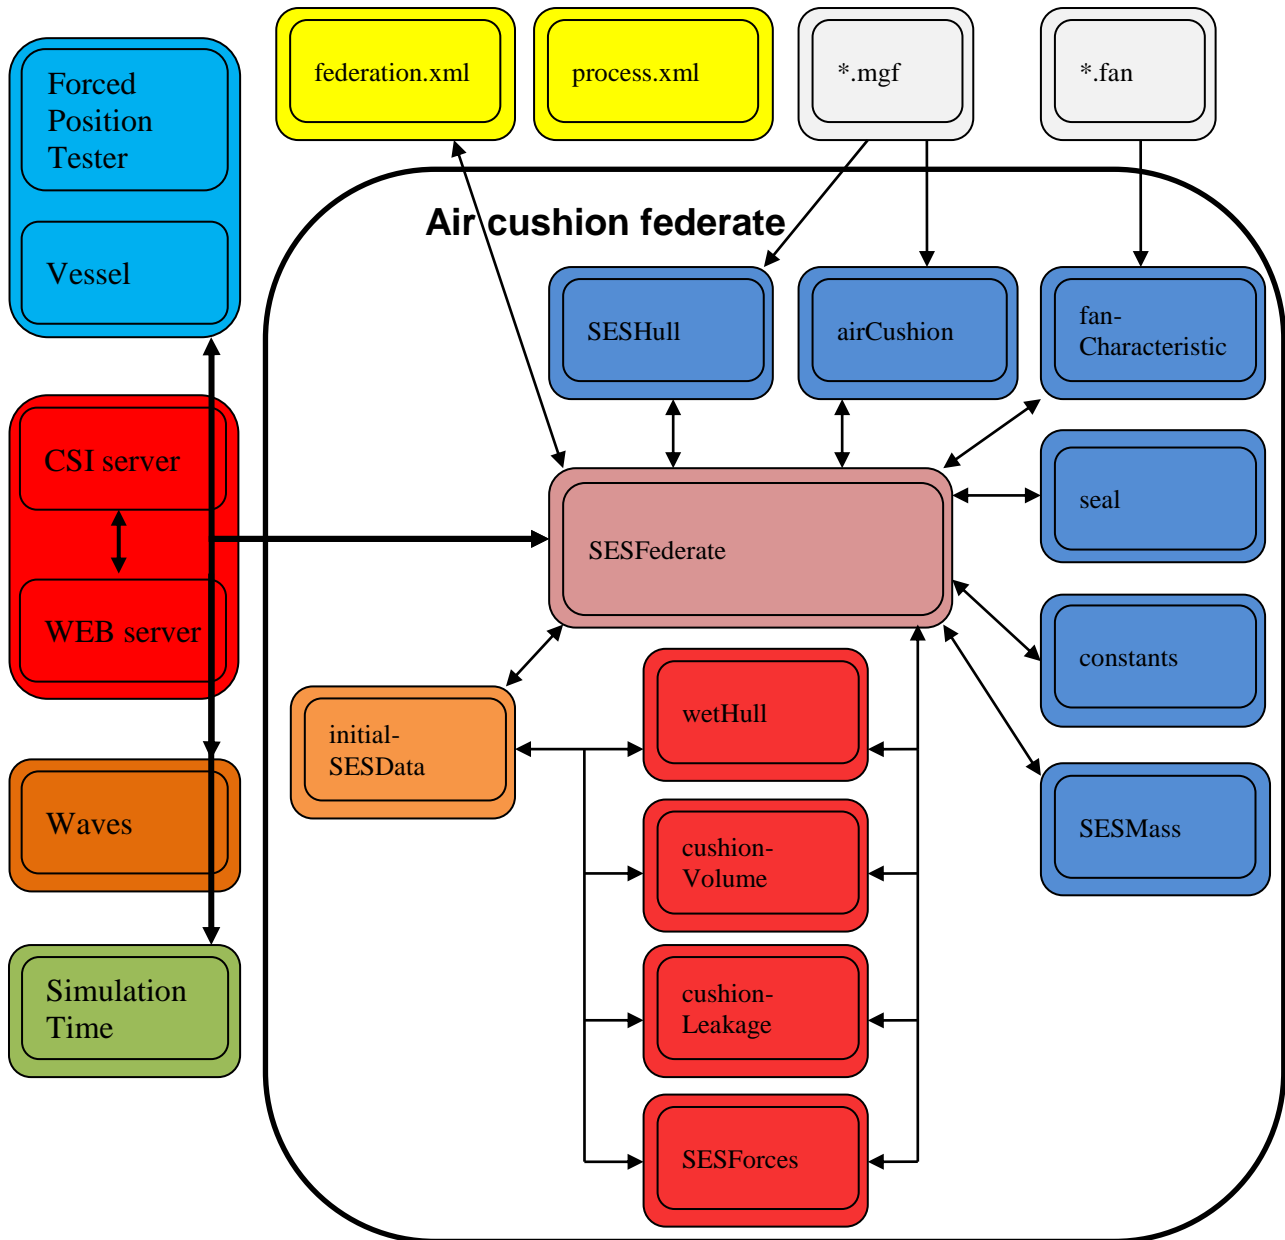 federation.xml
process.xml
*.mgf
*.fan
Forced
Position
Tester
Vessel
Air cushion federate
SESHull
airCushion
fan-
Characteristic
CSI server
WEB server
SESFederate
seal
constants
SESMass
initial-
SESData
wetHull
cushion-
Volume
cushion-
Leakage
SESForces
Waves
Simulation
Time